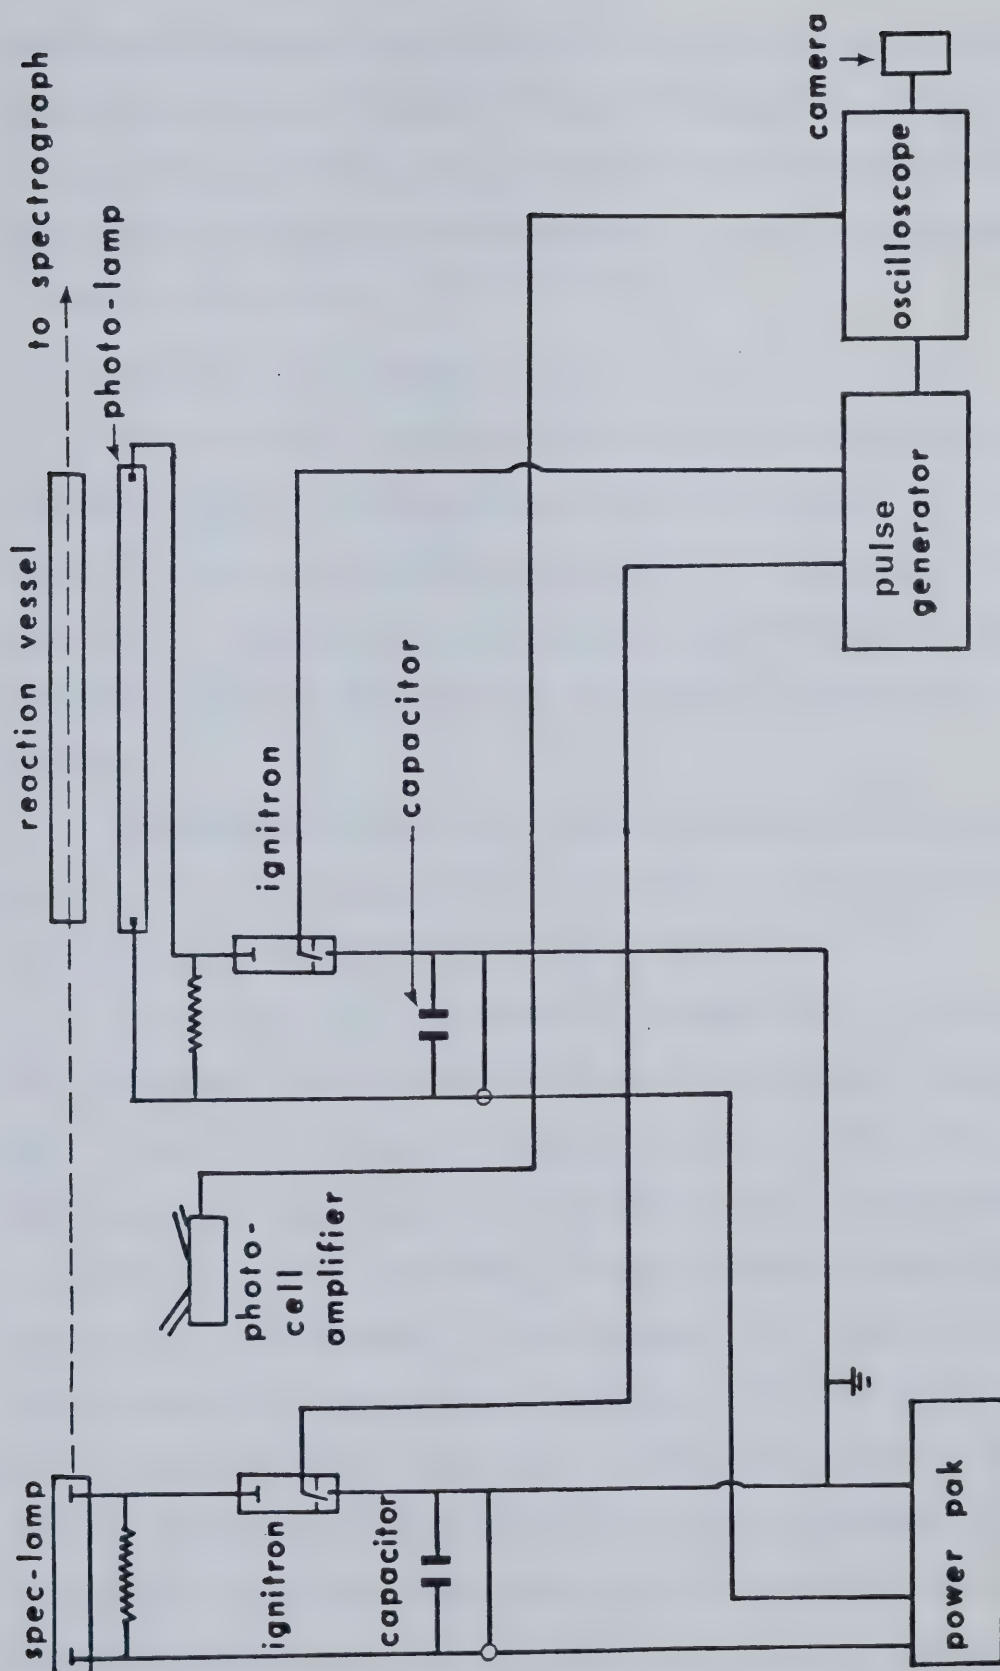 spec-lamp
reaction vessel
to spectrograph
photo-lamp
ignitron
capacitor
photo-
cell
amplifier
ignitron
capacitor
power pak
pulse
generator
oscilloscope
camera